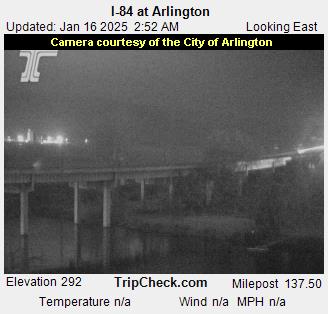 I-84 at Arlington
Updated: Jan 16 2025 2:52 AM Looking East
Camera courtesy of the City of Arlington
Elevation 292 TripCheck.com Milepost 137.50
Temperature n/a Wind n/a MPH n/a